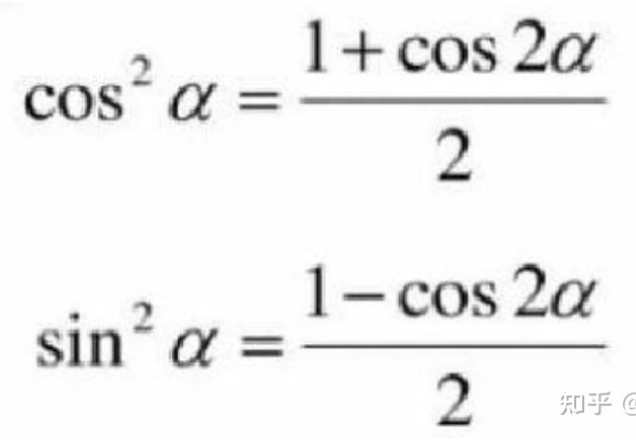 cos² α = (1+cos 2α)/2
sin² α = (1−cos 2α)/2
知乎 @